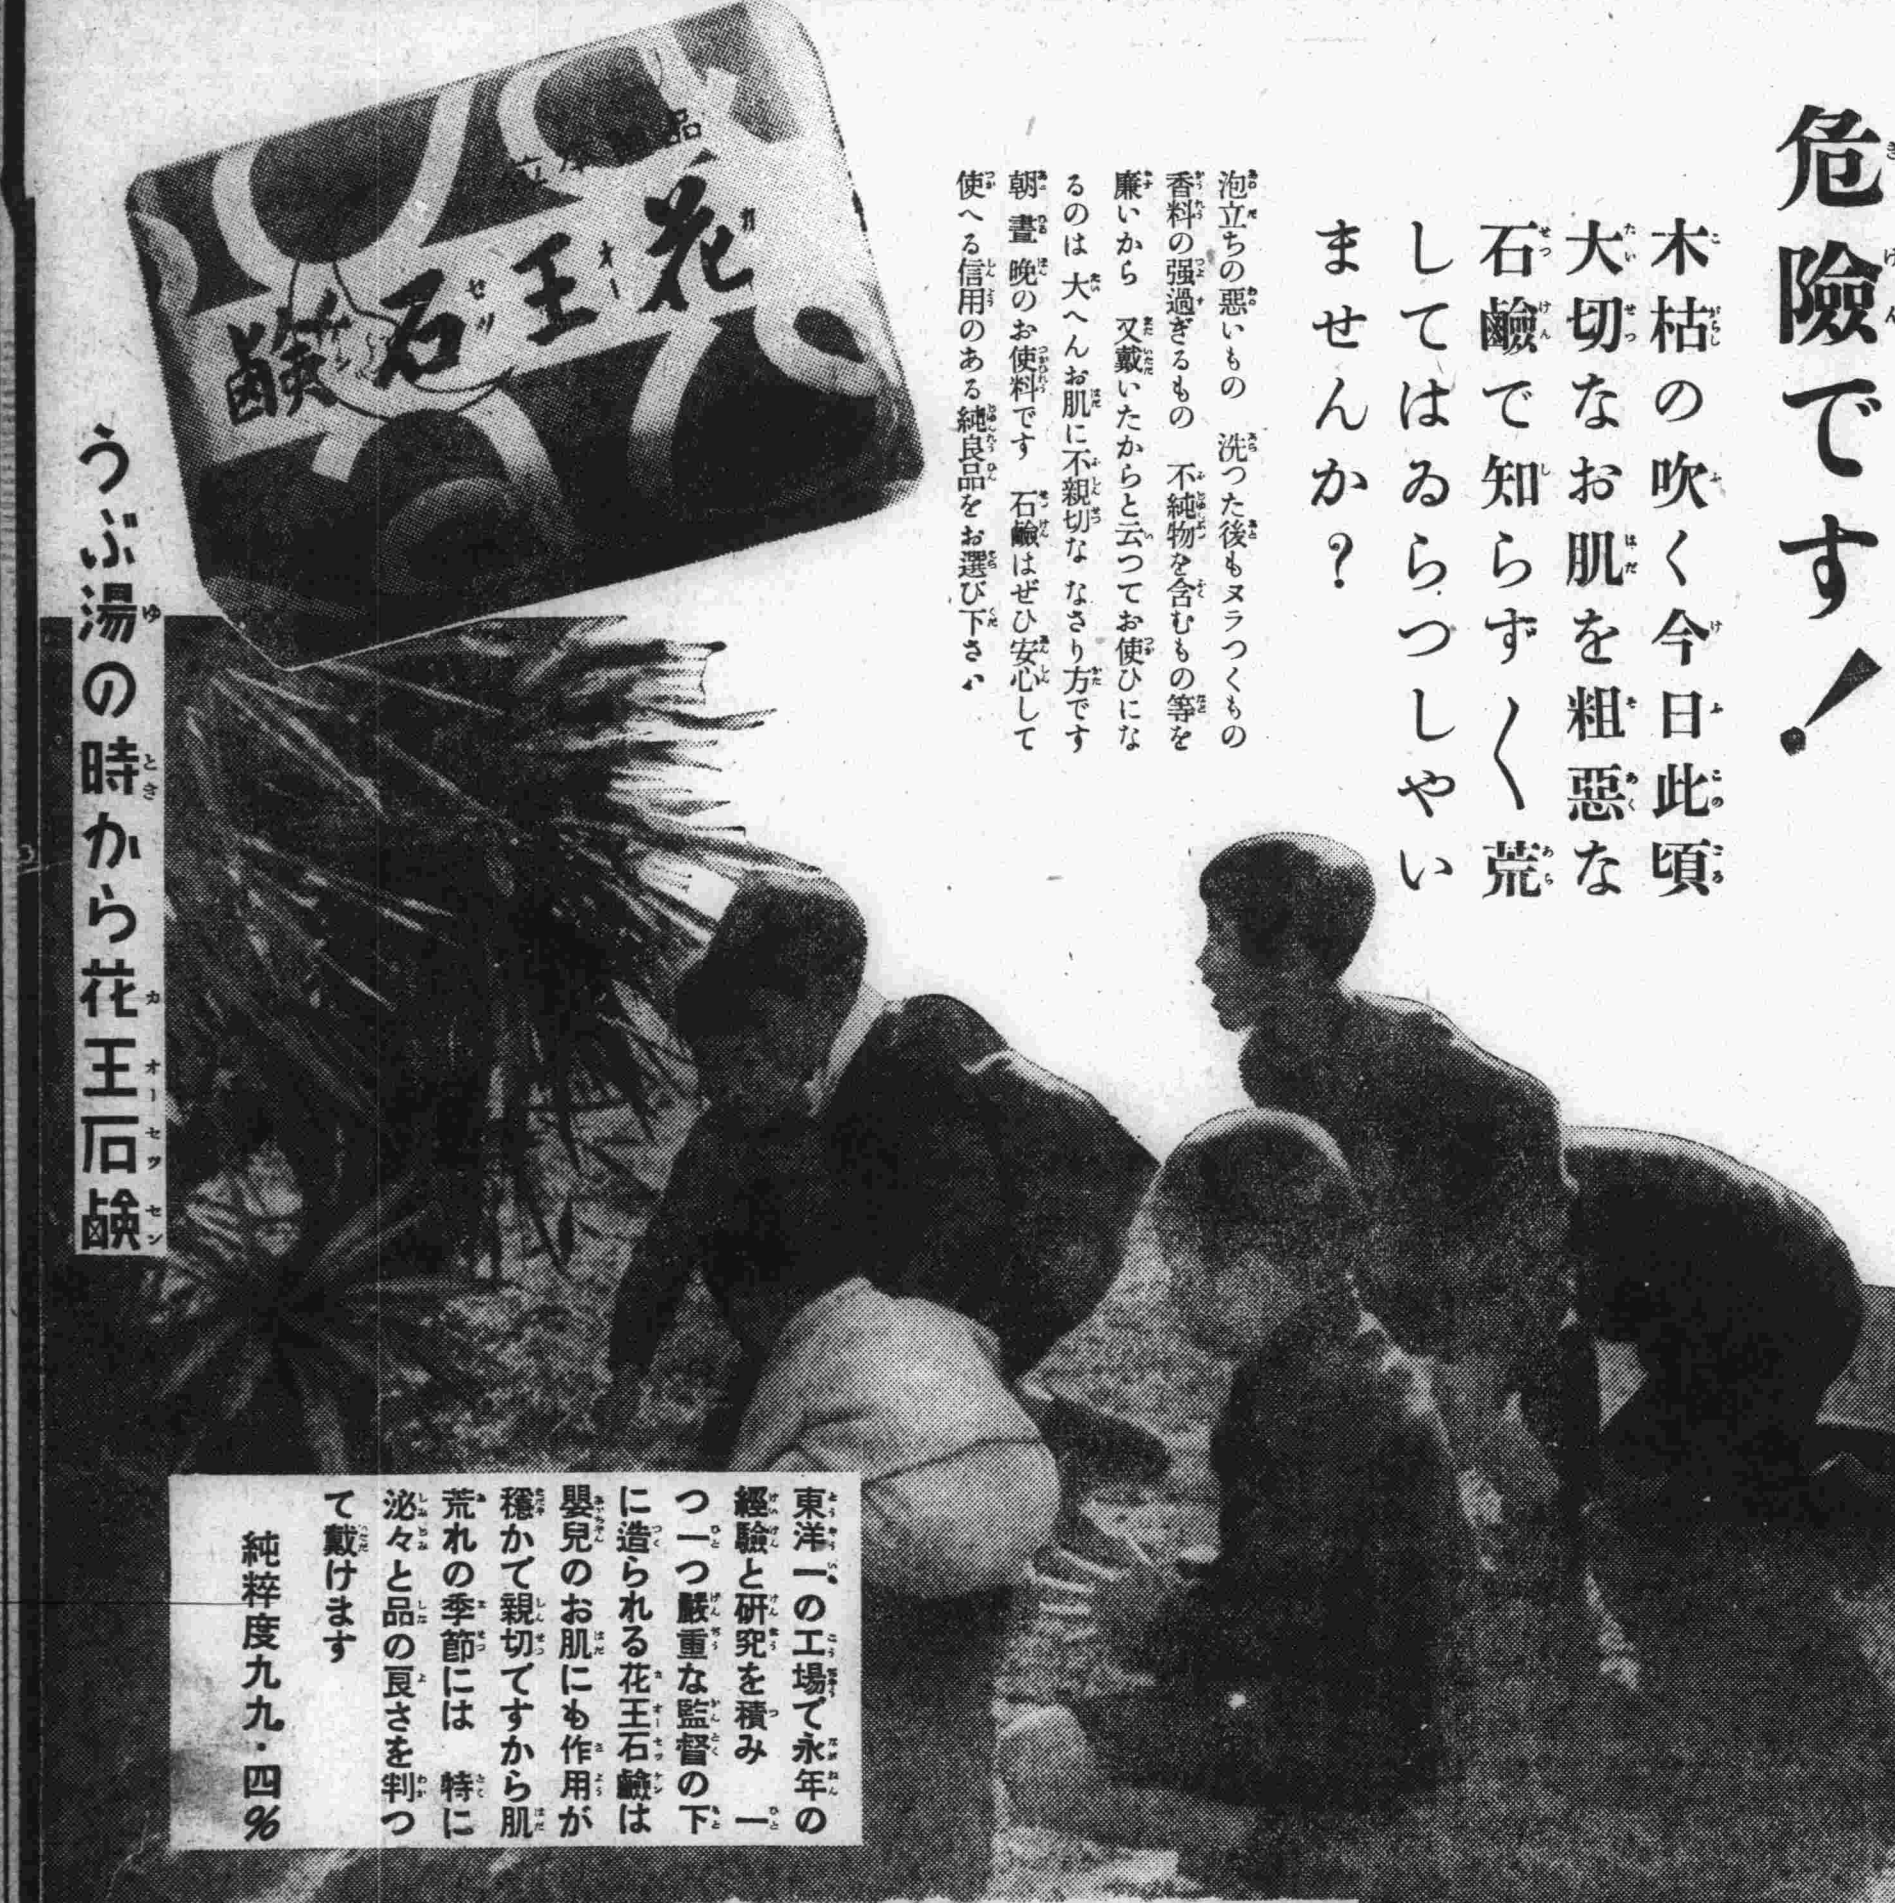 危險です!
木枯の吹く今日此頃
大切なお肌を粗惡な
石鹼で知らず〱荒
してはゐらつしやい
ませんか?
泡立ちの惡いもの 洗つた後もヌラつくもの
香料の强過ぎるもの 不純物を含むもの等を
廉いから 又戴いたからと云つてお使ひにな
るのは 大へんお肌に不親切な なさり方です
朝 晝 晩のお使料です 石鹼はぜひ安心して
使へる信用のある純良品をお選び下さい
花王石鹼
うぶ湯の時から花王石鹸
東洋一の工場で永年の
經驗と硏究を積み 一
つ一つ嚴重な監督の下
に造られる花王石鹼は
嬰兒のお肌にも作用が
穩かで親切ですから肌
荒れの季節には 特に
泌々と品の良さを判つ
て戴けます
純粹度九九・四%